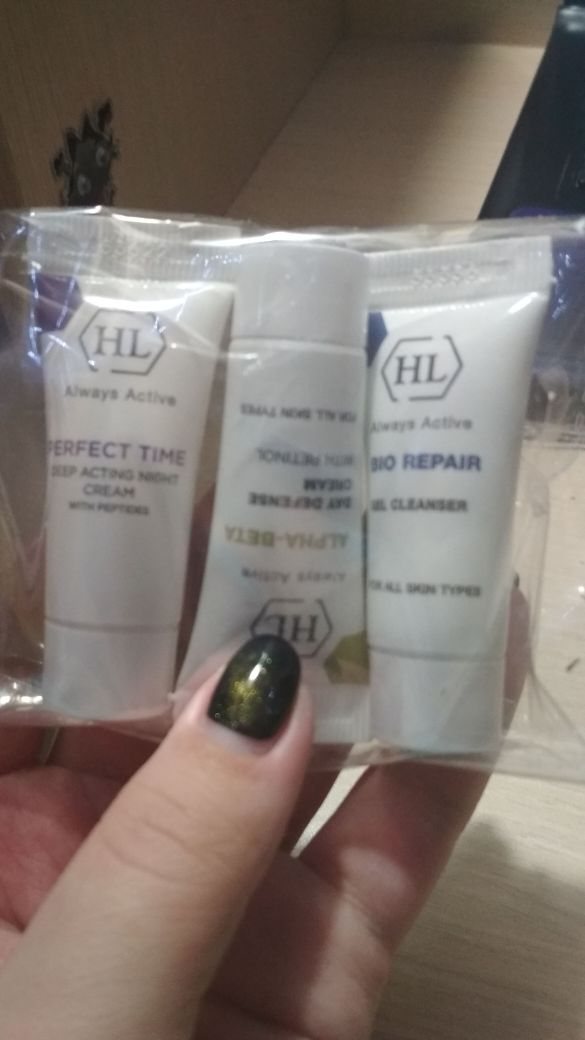 HL
Always Active
PERFECT TIME
DEEP ACTING NIGHT
CREAM
WITH PEPTIDES
HL
Always Active
ALPHA-BETA
DAY DEFENSE
CREAM
WITH RETINOL
FOR ALL SKIN TYPES
HL
Always Active
BIO REPAIR
GEL CLEANSER
FOR ALL SKIN TYPES